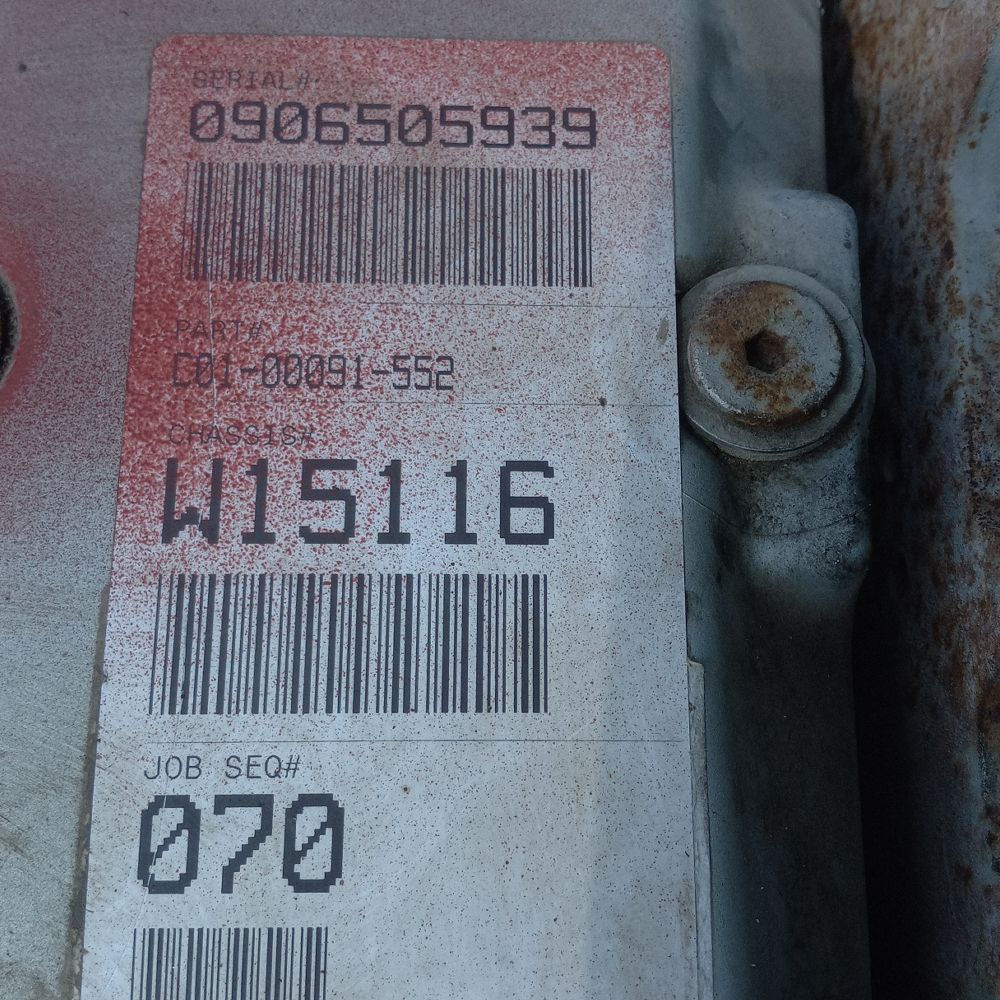 SERIAL#
0906505939
PART#
C01-00091-552
CHASSIS#
W15116
JOB SEQ#
070